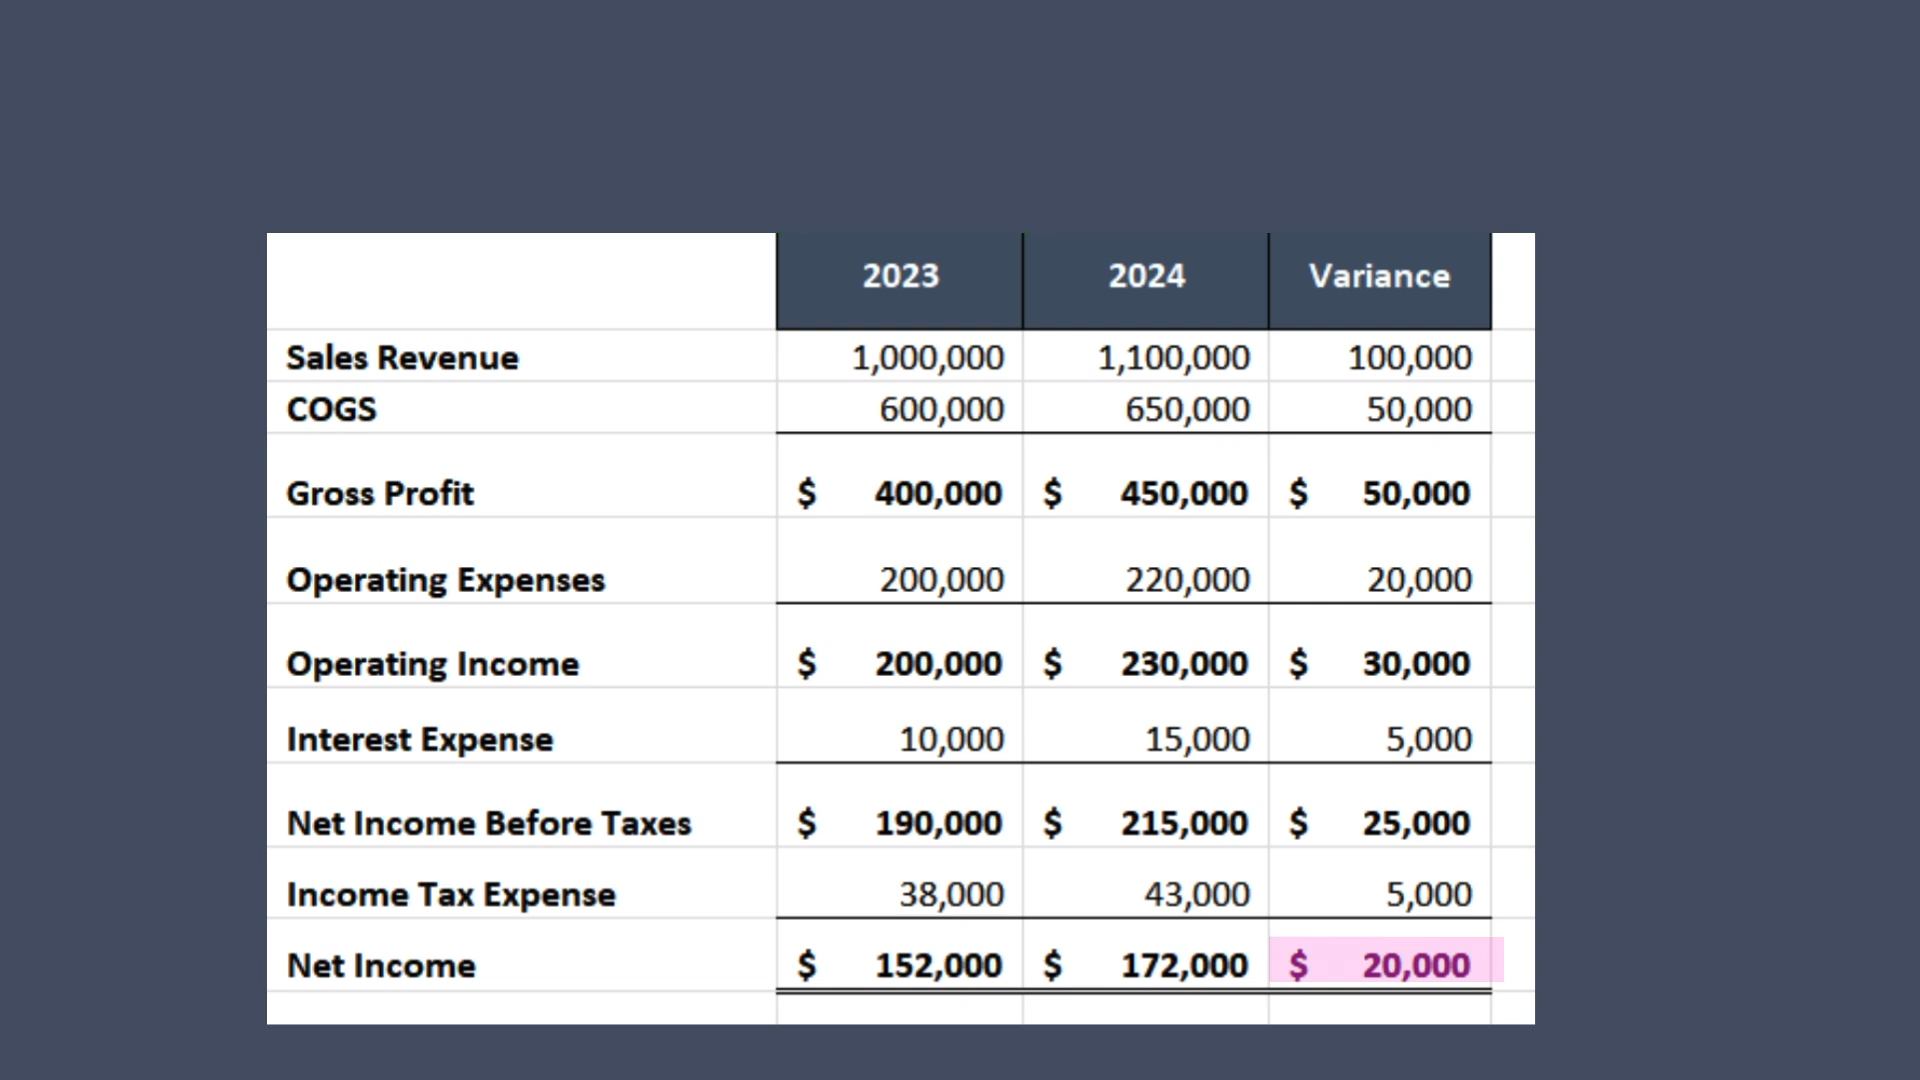 2023 2024 Variance
Sales Revenue 1,000,000 1,100,000 100,000
COGS 600,000 650,000 50,000
Gross Profit $ 400,000 $ 450,000 $ 50,000
Operating Expenses 200,000 220,000 20,000
Operating Income $ 200,000 $ 230,000 $ 30,000
Interest Expense 10,000 15,000 5,000
Net Income Before Taxes $ 190,000 $ 215,000 $ 25,000
Income Tax Expense 38,000 43,000 5,000
Net Income $ 152,000 $ 172,000 $ 20,000